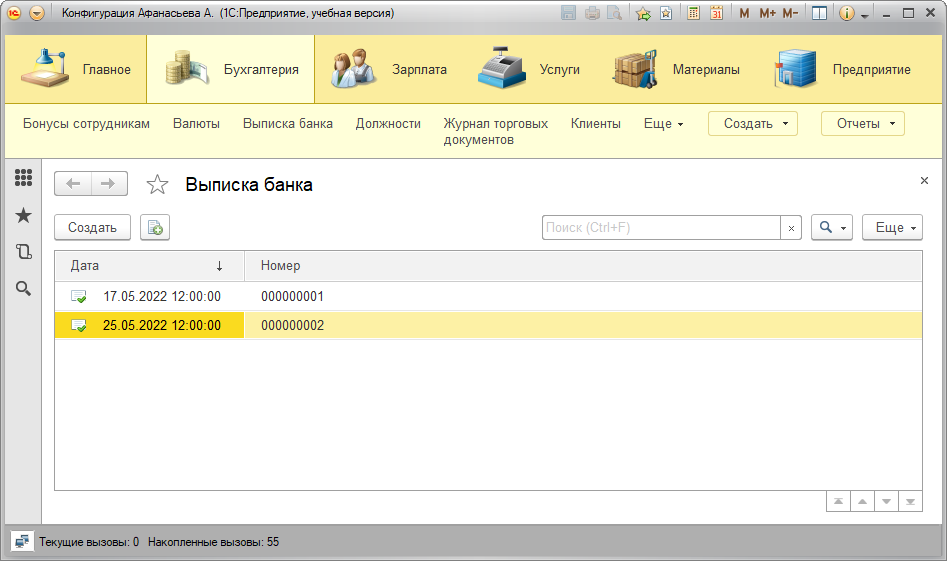 Конфигурация Афанасьева А. (1С:Предприятие, учебная версия)
31 M M+ M- i
Главное Бухгалтерия Зарплата Услуги Материалы Предприятие
Бонусы сотрудникам Валюты Выписка банка Должности Журнал торговых документов Клиенты Еще Создать Отчеты
Выписка банка
Создать Поиск (Ctrl+F) × Еще
Дата ↓ Номер
17.05.2022 12:00:00 000000001
25.05.2022 12:00:00 000000002
Текущие вызовы: 0 Накопленные вызовы: 55